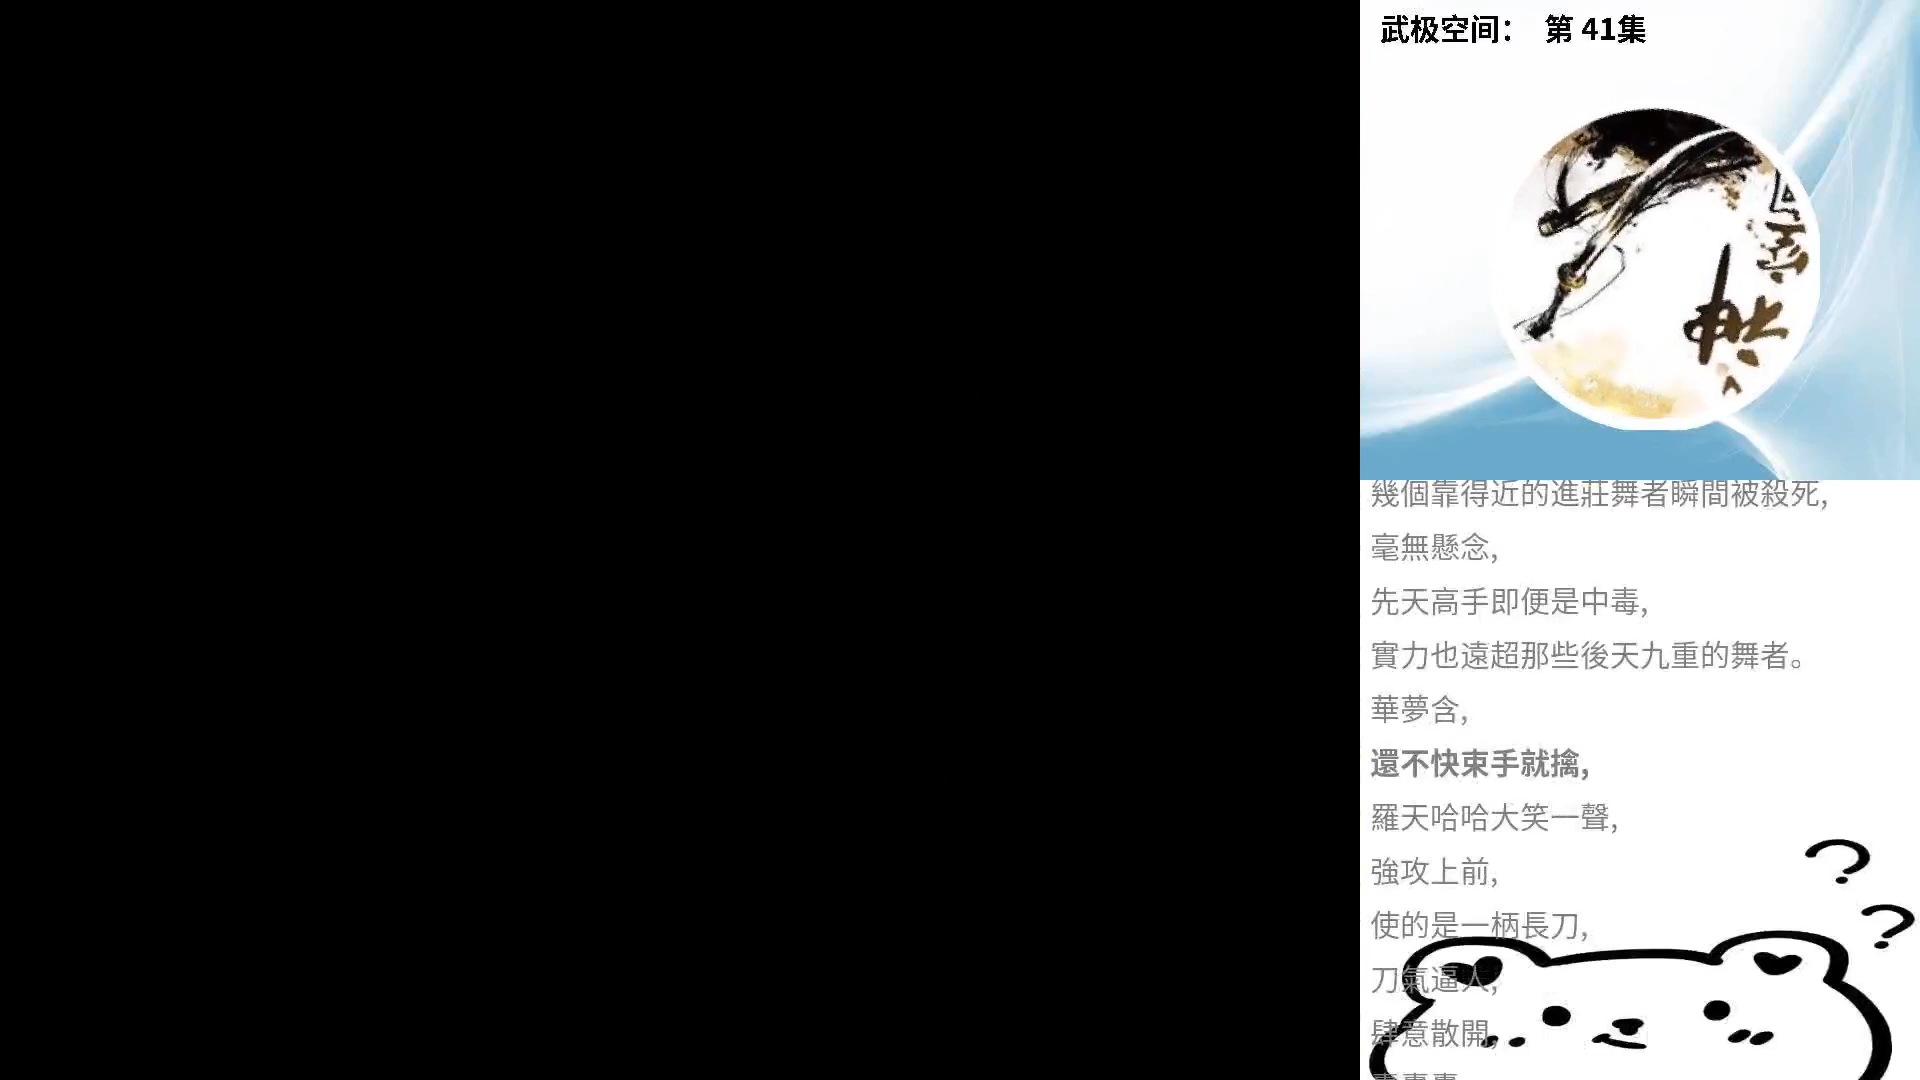 武极空间： 第 41集
幾個靠得近的進莊舞者瞬間被殺死,
毫無懸念,
先天高手即便是中毒,
實力也遠超那些後天九重的舞者。
華夢含,
還不快束手就擒,
羅天哈哈大笑一聲,
強攻上前,
使的是一柄長刀,
刀氣逼人,
肆意散開,
? ?